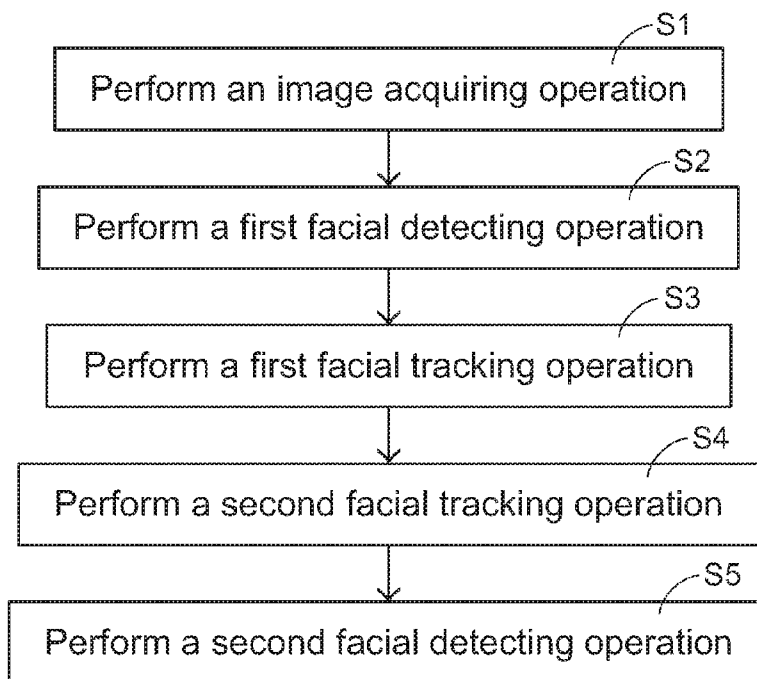 S1
Perform an image acquiring operation
S2
Perform a first facial detecting operation
S3
Perform a first facial tracking operation
S4
Perform a second facial tracking operation
S5
Perform a second facial detecting operation